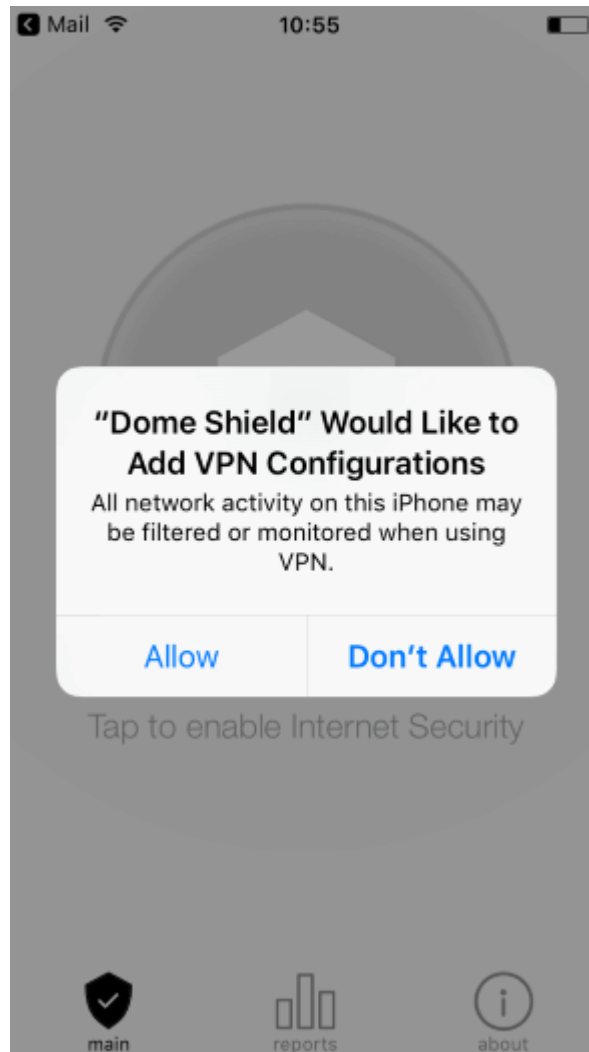 Mail 10:55
"Dome Shield" Would Like to
Add VPN Configurations
All network activity on this iPhone may
be filtered or monitored when using
VPN.
Allow Don't Allow
Tap to enable Internet Security
main reports about